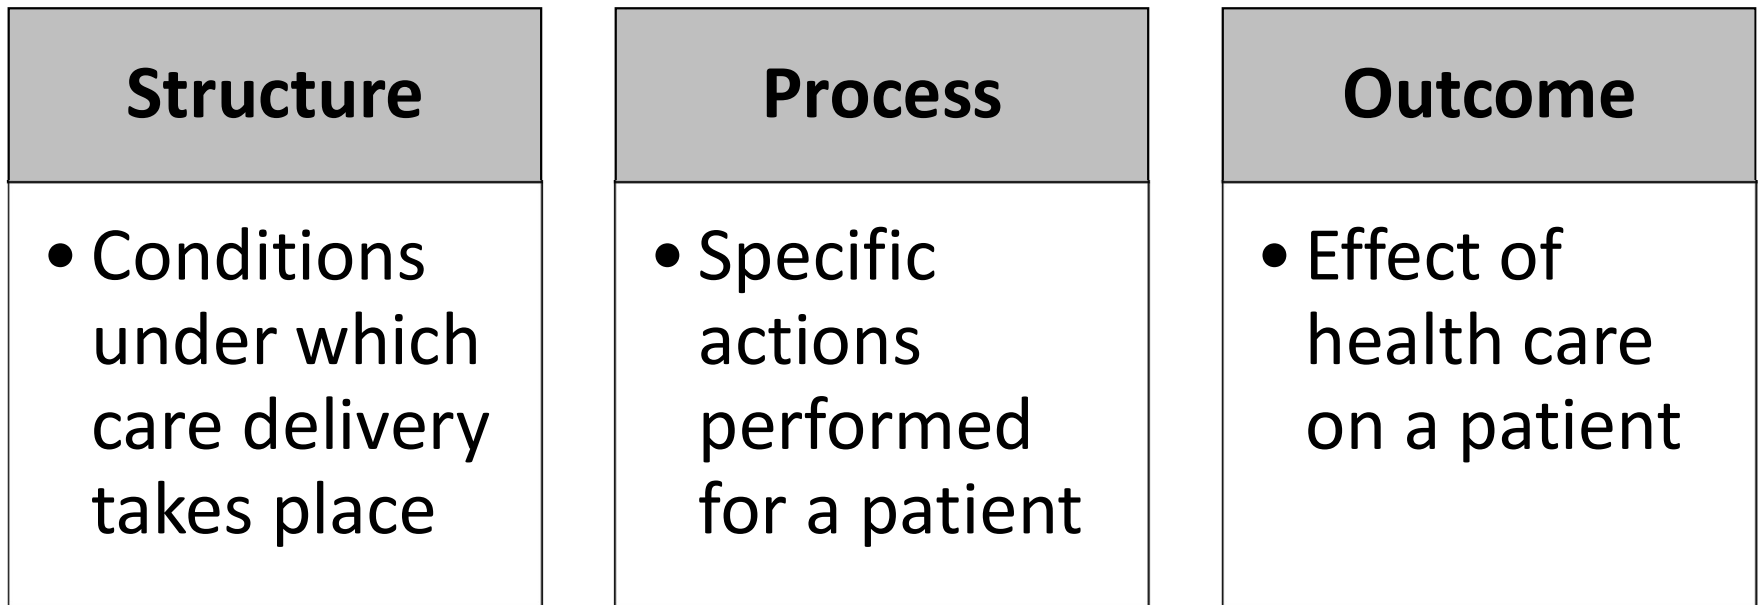 Structure
• Conditions
under which
care delivery
takes place
Process
• Specific
actions
performed
for a patient
Outcome
• Effect of
health care
on a patient